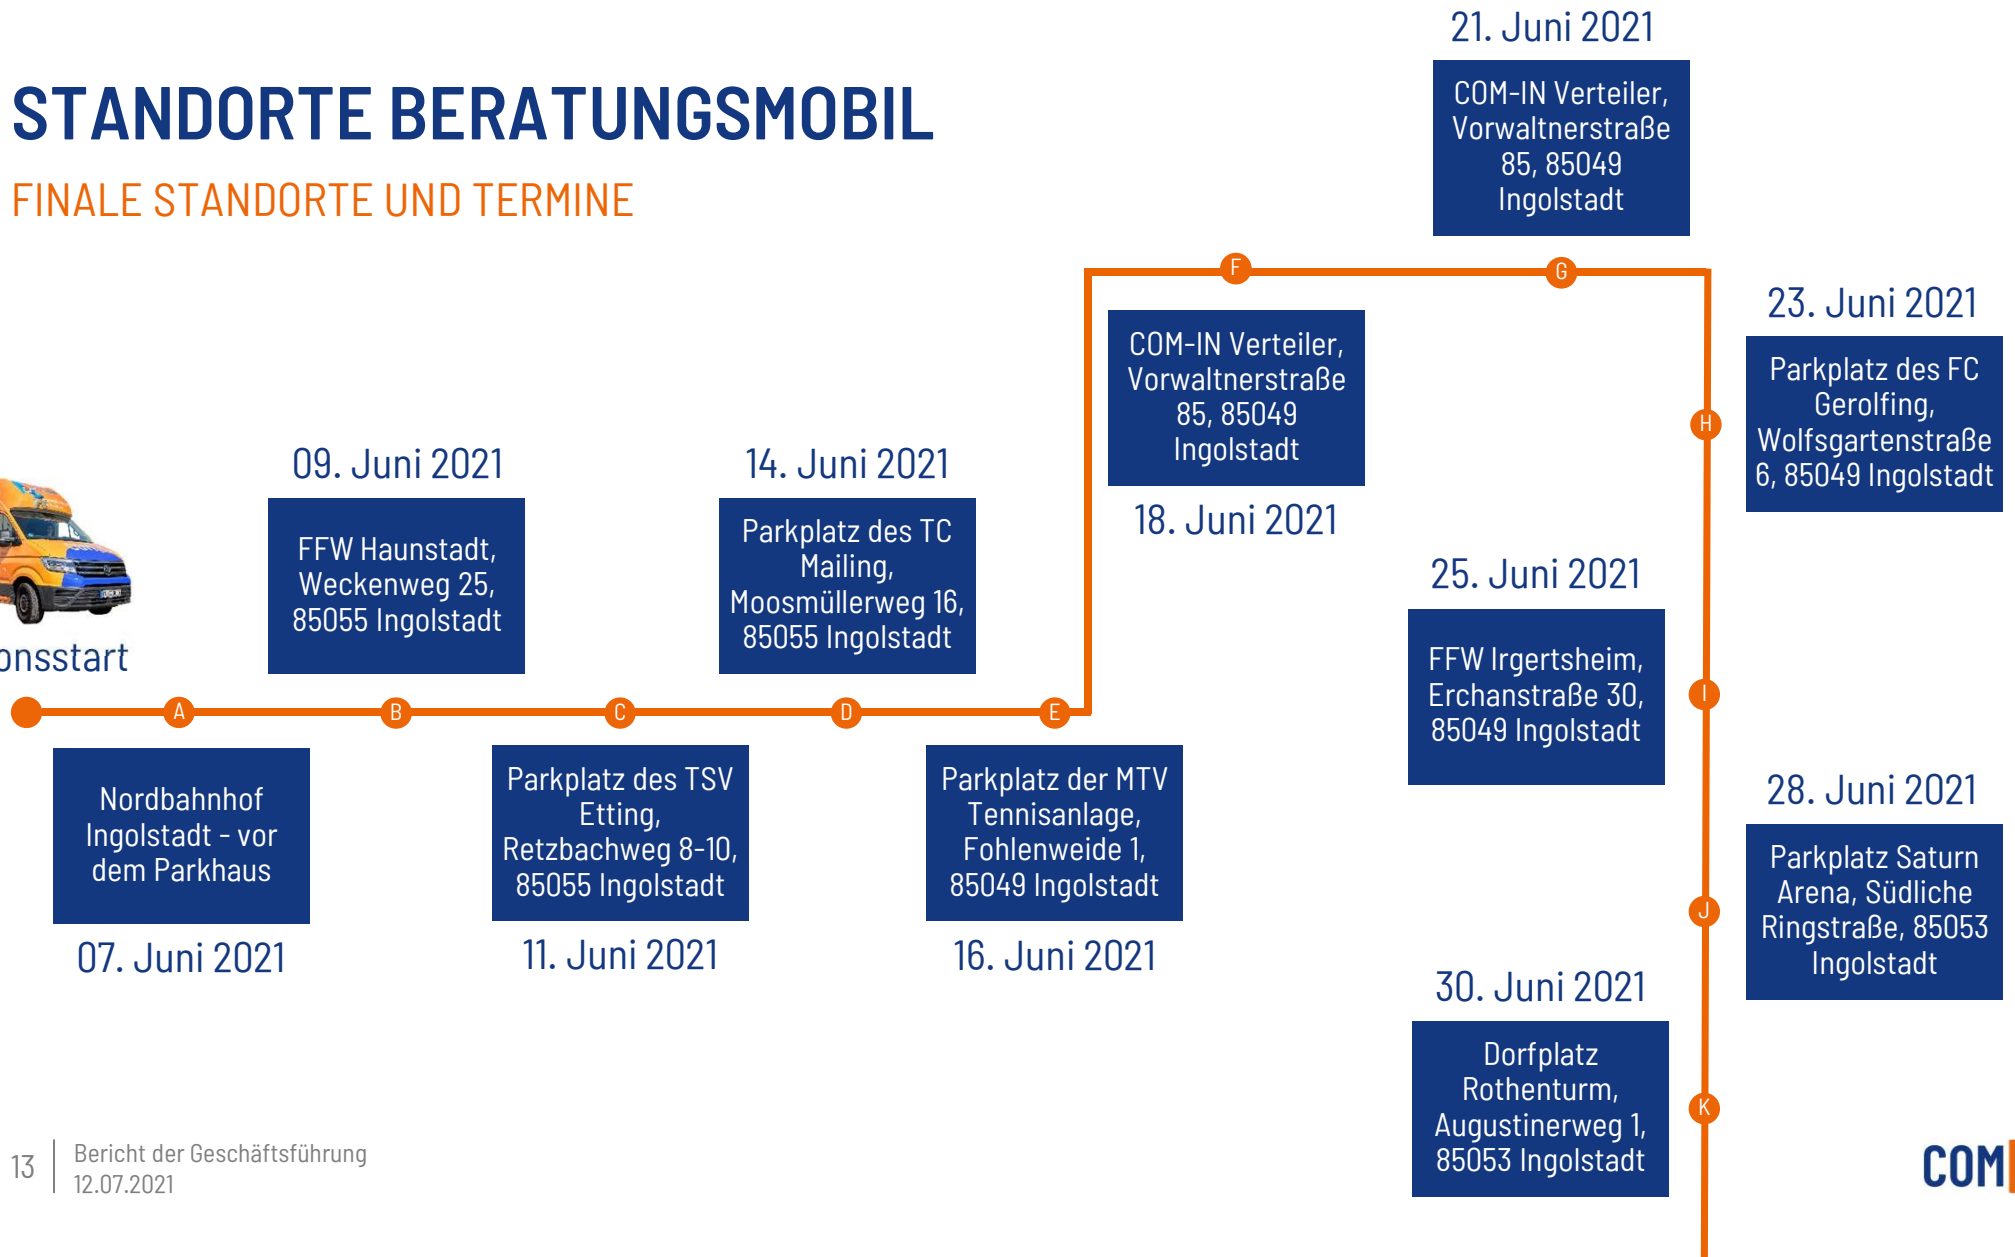 STANDORTE BERATUNGSMOBIL
FINALE STANDORTE UND TERMINE
onsstart
A
Nordbahnhof
Ingolstadt - vor
dem Parkhaus
07. Juni 2021
09. Juni 2021
FFW Haunstadt,
Weckenweg 25,
85055 Ingolstadt
B
C
Parkplatz des TSV
Etting,
Retzbachweg 8-10,
85055 Ingolstadt
11. Juni 2021
14. Juni 2021
Parkplatz des TC
Mailing,
Moosmüllerweg 16,
85055 Ingolstadt
D
E
Parkplatz der MTV
Tennisanlage,
Fohlenweide 1,
85049 Ingolstadt
16. Juni 2021
F
COM-IN Verteiler,
Vorwaltnerstraße
85, 85049
Ingolstadt
18. Juni 2021
21. Juni 2021
COM-IN Verteiler,
Vorwaltnerstraße
85, 85049
Ingolstadt
G
23. Juni 2021
Parkplatz des FC
Gerolfing,
Wolfsgartenstraße
6, 85049 Ingolstadt
H
25. Juni 2021
FFW Irgertsheim,
Erchanstraße 30,
85049 Ingolstadt
I
28. Juni 2021
Parkplatz Saturn
Arena, Südliche
Ringstraße, 85053
Ingolstadt
J
30. Juni 2021
Dorfplatz
Rothenturm,
Augustinerweg 1,
85053 Ingolstadt
K
13
Bericht der Geschäftsführung
12.07.2021
COM